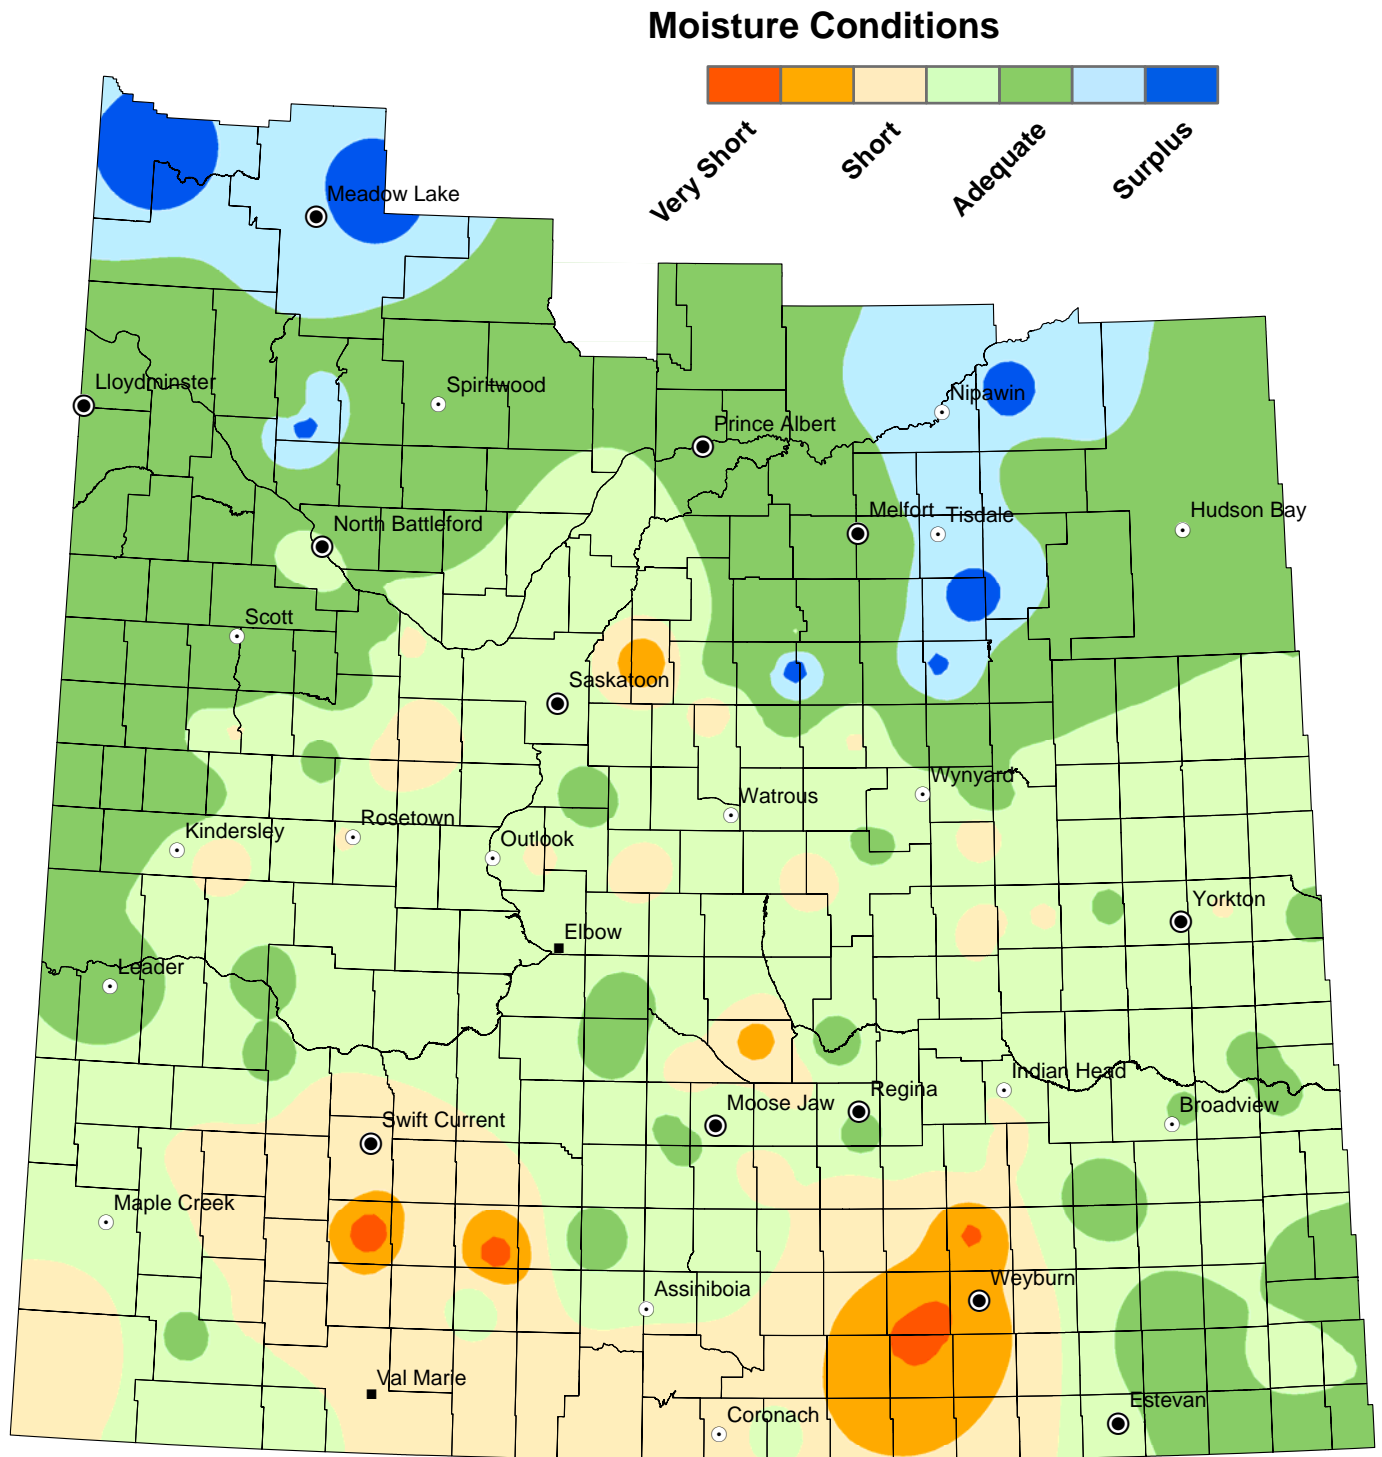 Moisture Conditions
Very Short
Short
Adequate
Surplus
Meadow Lake
Lloydminster
Spiritwood
Nipawin
Prince Albert
Melfort
Tisdale
Hudson Bay
North Battleford
Scott
Saskatoon
Wynyard
Watrous
Rosetown
Kindersley
Outlook
Yorkton
Elbow
Leader
Indian Head
Regina
Moose Jaw
Broadview
Swift Current
Maple Creek
Weyburn
Assiniboia
Val Marie
Estevan
Coronach